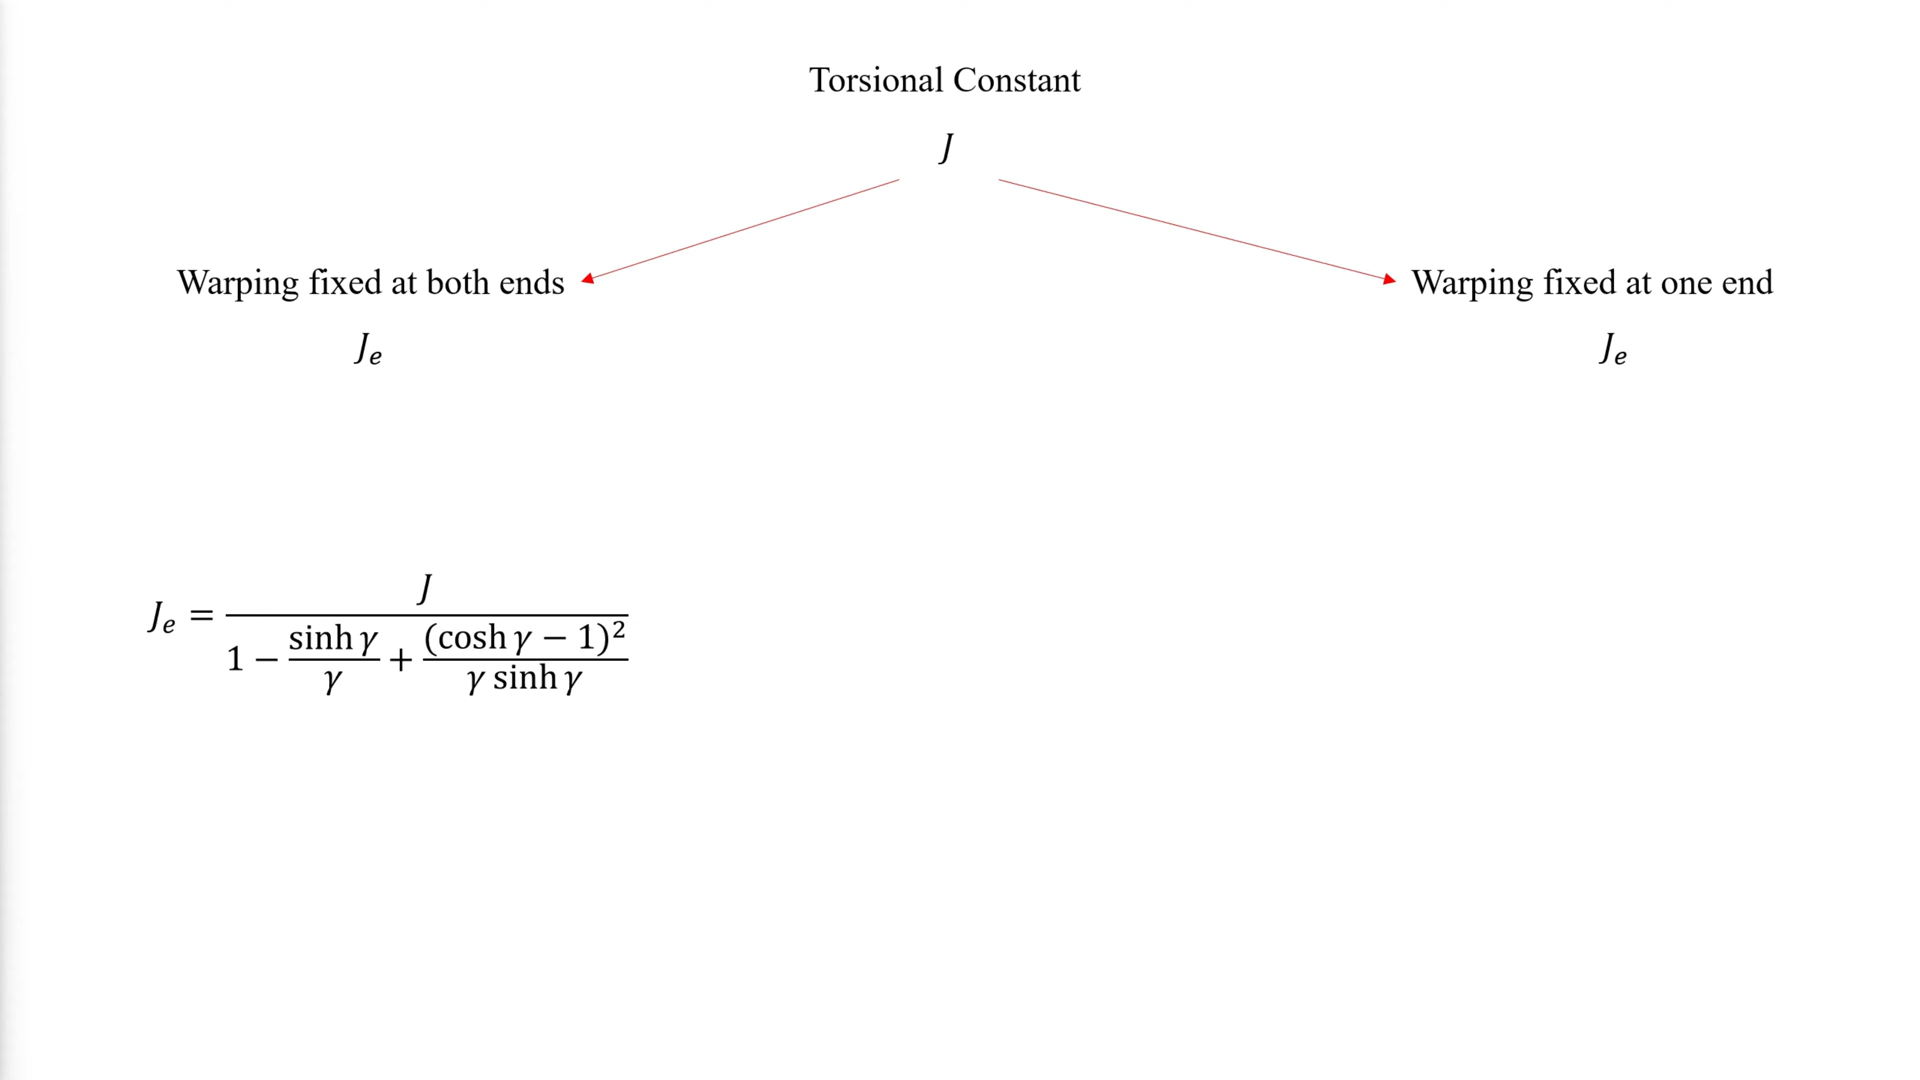 Torsional Constant
J
Warping fixed at both ends
Warping fixed at one end
Jₑ
Jₑ
Jₑ = J / (1 − sinh γ / γ + (cosh γ − 1)² / (γ sinh γ))